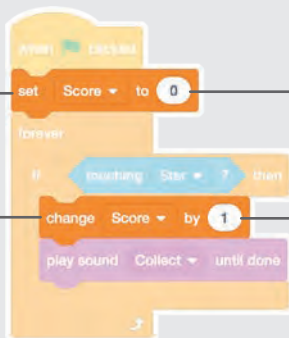 when clicked
set Score to 0
forever
if touching Star ? then
change Score by 1
play sound Collect until done